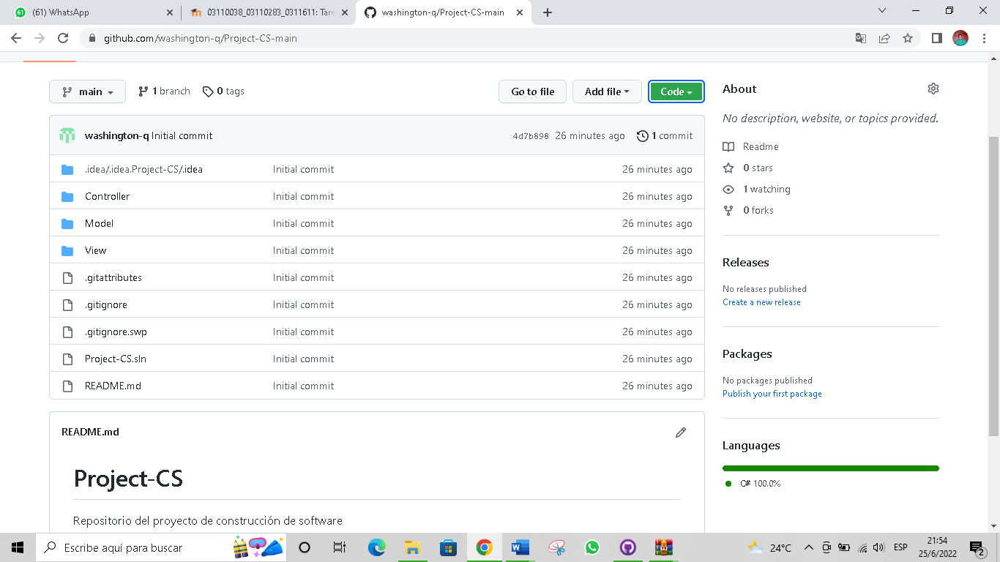 (61) WhatsApp
03110038_03110283_0311611: Tare
washington-q/Project-CS-main
github.com/washington-q/Project-CS-main
main
1 branch
0 tags
Go to file
Add file
Code
washington-q Initial commit
4d7b898 26 minutes ago
1 commit
.idea/.idea.Project-CS/.idea Initial commit 26 minutes ago
Controller Initial commit 26 minutes ago
Model Initial commit 26 minutes ago
View Initial commit 26 minutes ago
.gitattributes Initial commit 26 minutes ago
.gitignore Initial commit 26 minutes ago
.gitignore.swp Initial commit 26 minutes ago
Project-CS.sln Initial commit 26 minutes ago
README.md Initial commit 26 minutes ago
README.md
Project-CS
Repositorio del proyecto de construcción de software
About
No description, website, or topics provided.
Readme
0 stars
1 watching
0 forks
Releases
No releases published
Create a new release
Packages
No packages published
Publish your first package
Languages
C# 100.0%
Escribe aquí para buscar
24°C
ESP
21:54
25/6/2022
2